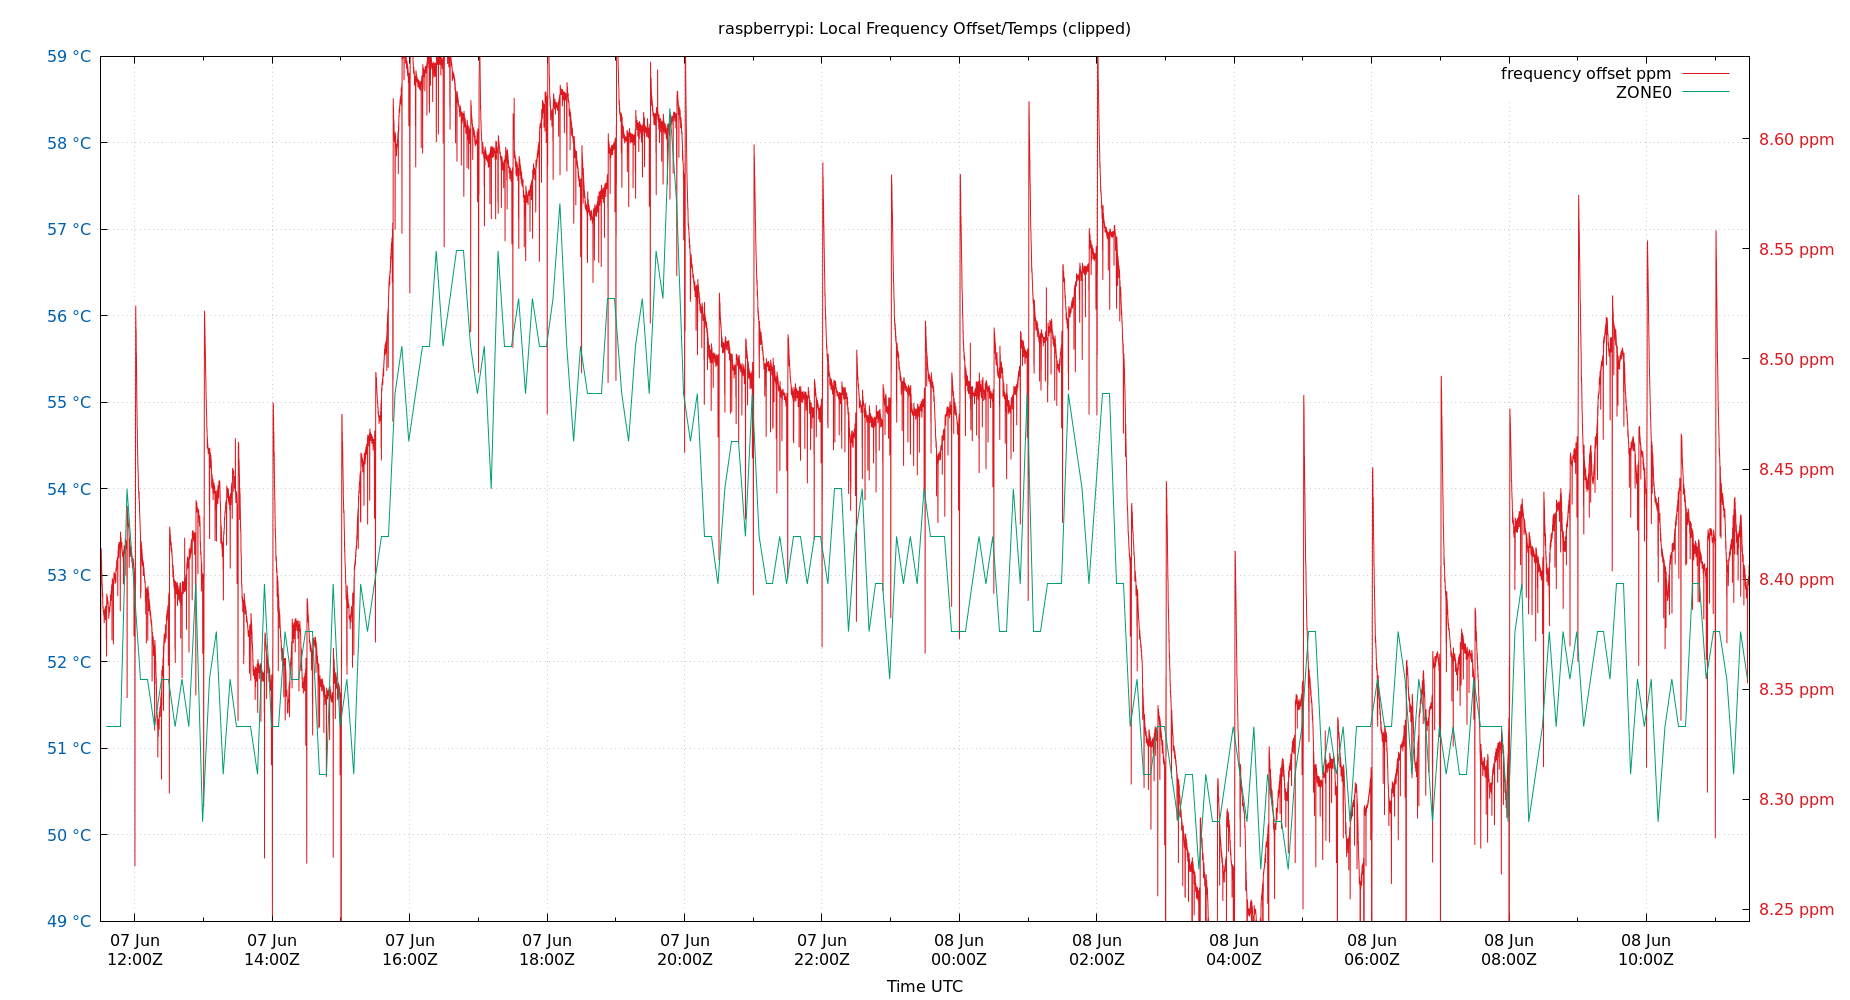 raspberrypi: Local Frequency Offset/Temps (clipped)
frequency offset ppm
ZONE0
59 °C
58 °C
57 °C
56 °C
55 °C
54 °C
53 °C
52 °C
51 °C
50 °C
49 °C
8.60 ppm
8.55 ppm
8.50 ppm
8.45 ppm
8.40 ppm
8.35 ppm
8.30 ppm
8.25 ppm
07 Jun 07 Jun 07 Jun 07 Jun 07 Jun 07 Jun 08 Jun 08 Jun 08 Jun 08 Jun 08 Jun 08 Jun
12:00Z 14:00Z 16:00Z 18:00Z 20:00Z 22:00Z 00:00Z 02:00Z 04:00Z 06:00Z 08:00Z 10:00Z
Time UTC